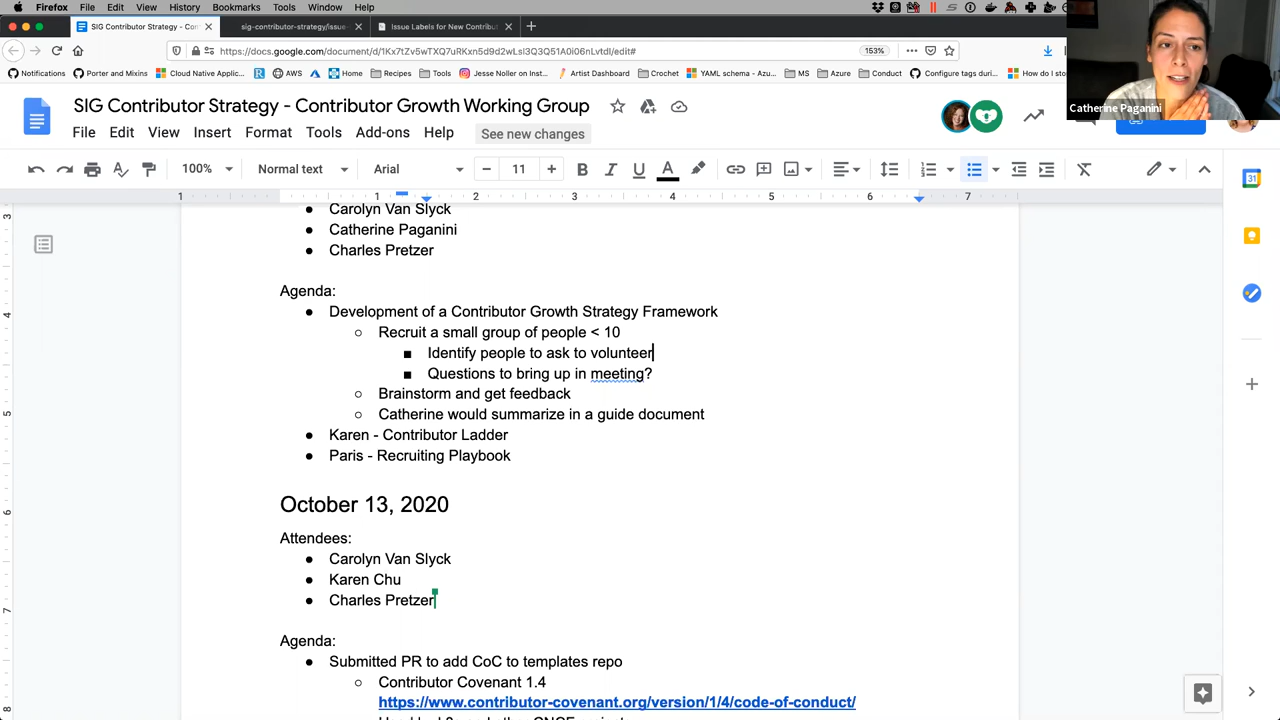 Firefox File Edit View History Bookmarks Tools Window Help
SIG Contributor Strategy - Con
sig-contributor-strategy/issue
Issue Labels for New Contribut
153%
Notifications Porter and Mixins Cloud Native Applic... AWS Home Recipes Tools Jesse Noller on Inst... Artist Dashboard Crochet YAML schema - Azu... MS Azure Conduct Configure tags duri... How do I sto
Catherine Paganini
SIG Contributor Strategy - Contributor Growth Working Group
File Edit View Insert Format Tools Add-ons Help See new changes
100% Normal text Arial 11
1 1 2 3 4 5 6 7
Carolyn Van Slyck
Catherine Paganini
Charles Pretzer
Agenda:
Development of a Contributor Growth Strategy Framework
Recruit a small group of people < 10
Identify people to ask to volunteer
Questions to bring up in meeting?
Brainstorm and get feedback
Catherine would summarize in a guide document
Karen - Contributor Ladder
Paris - Recruiting Playbook
October 13, 2020
Attendees:
Carolyn Van Slyck
Karen Chu
Charles Pretzer
Agenda:
Submitted PR to add CoC to templates repo
Contributor Covenant 1.4
https://www.contributor-covenant.org/version/1/4/code-of-conduct/